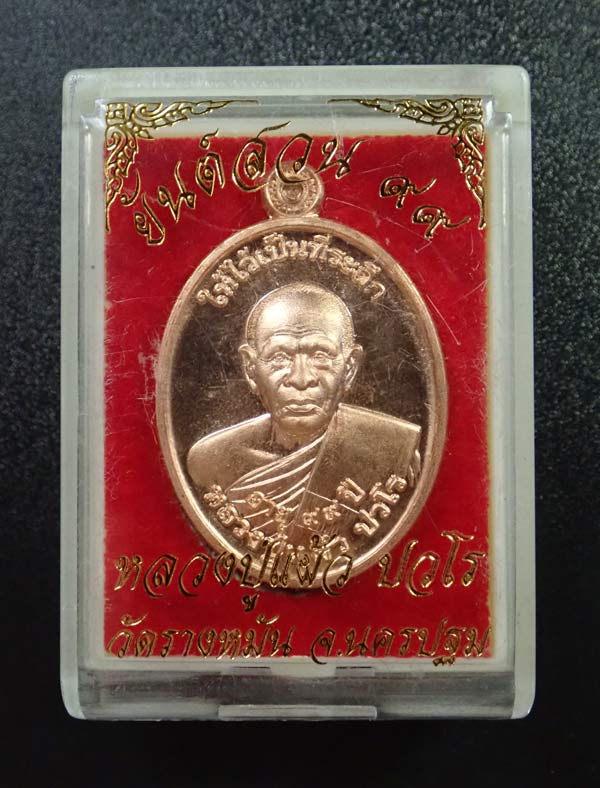 ยันต์สวน ๙๙
ให้ไว้เป็นที่ระลึก
อายุ ๙๙ ปี
หลวงปู่แผ้ว ปวโร
หลวงปู่แผ้ว ปวโร
วัดรางหมัน จ.นครปฐม